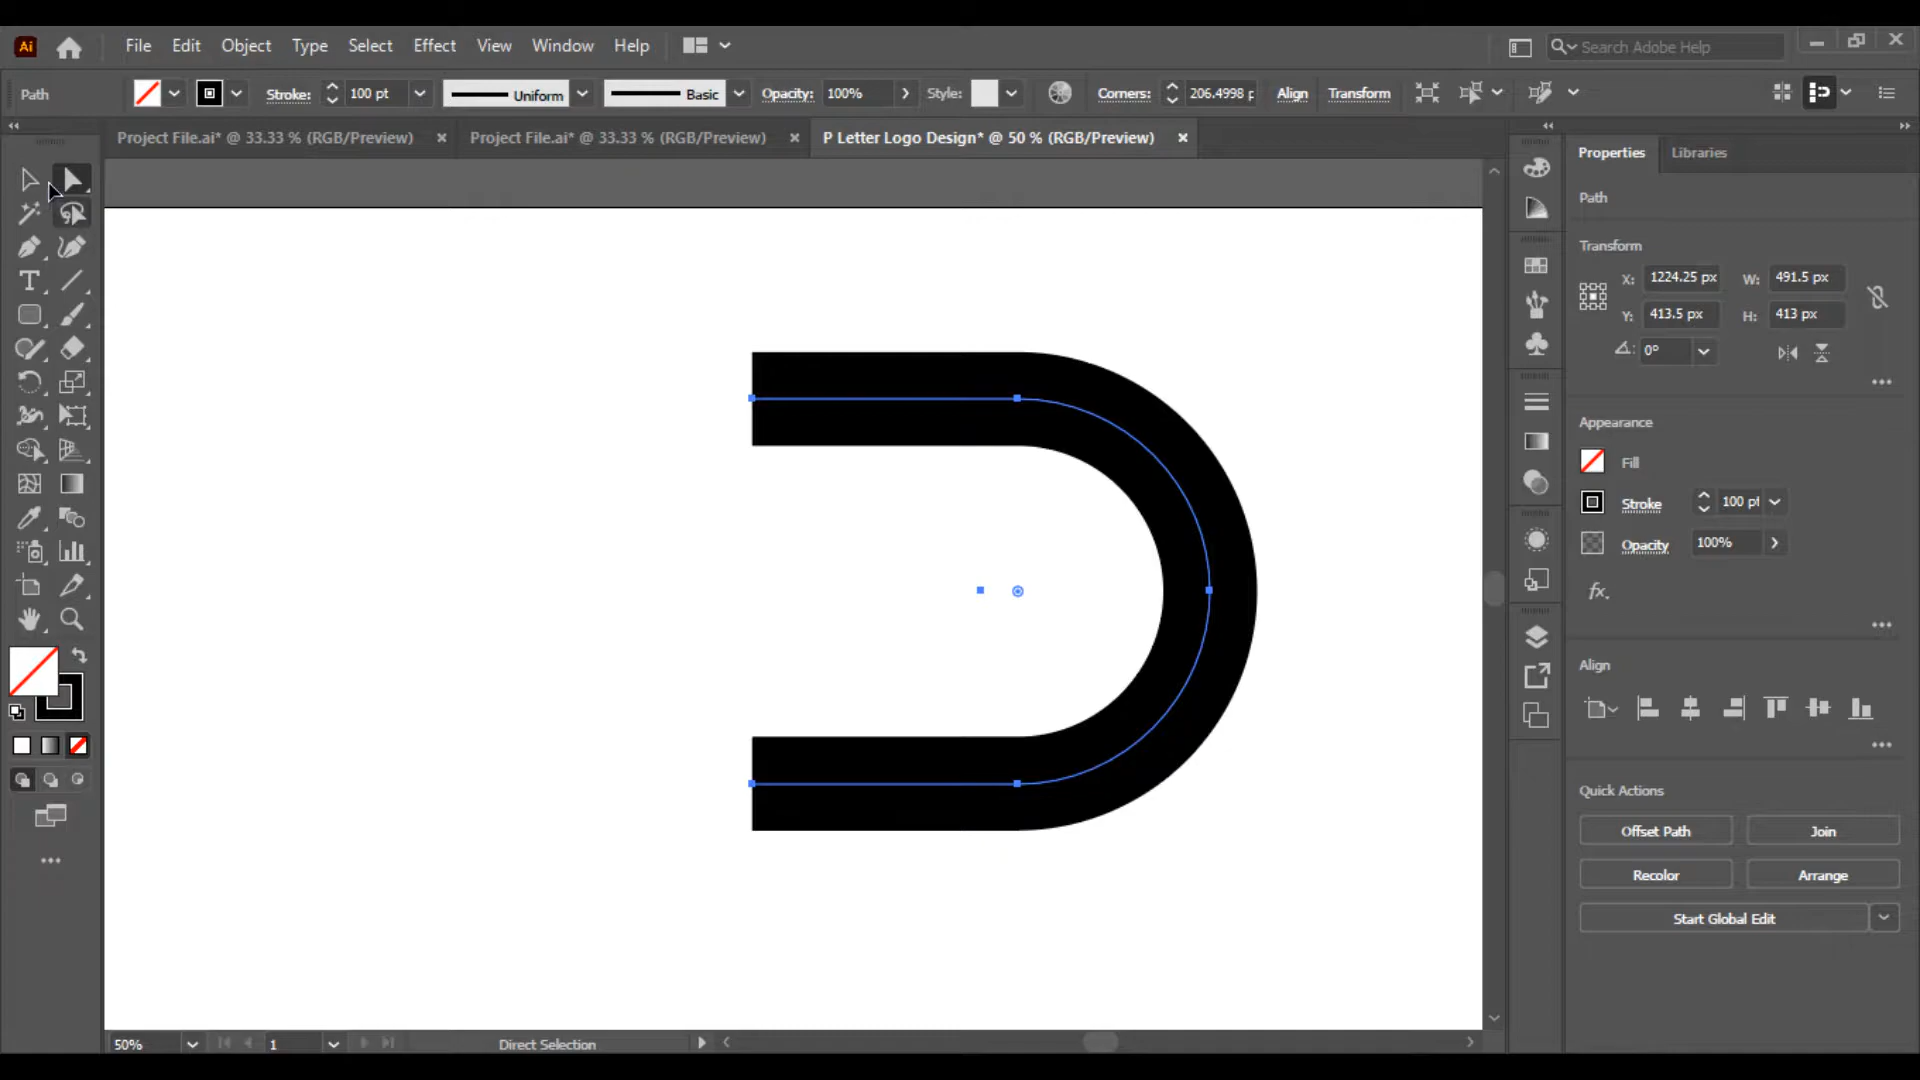 Ai File Edit Object Type Select Effect View Window Help Search Adobe Help
Path Stroke: 100 pt Uniform Basic Opacity: 100% Style: Corners: 206.4998 p Align Transform
Project File.ai* @ 33.33 % (RGB/Preview) Project File.ai* @ 33.33 % (RGB/Preview) P Letter Logo Design* @ 50 % (RGB/Preview)
Properties Libraries
Path
Transform
X: 1224.25 px W: 491.5 px
Y: 413.5 px H: 413 px
0°
Appearance
Fill
Stroke 100 pt
Opacity 100%
fx.
Align
Quick Actions
Offset Path Join
Recolor Arrange
Start Global Edit
50% 1 Direct Selection